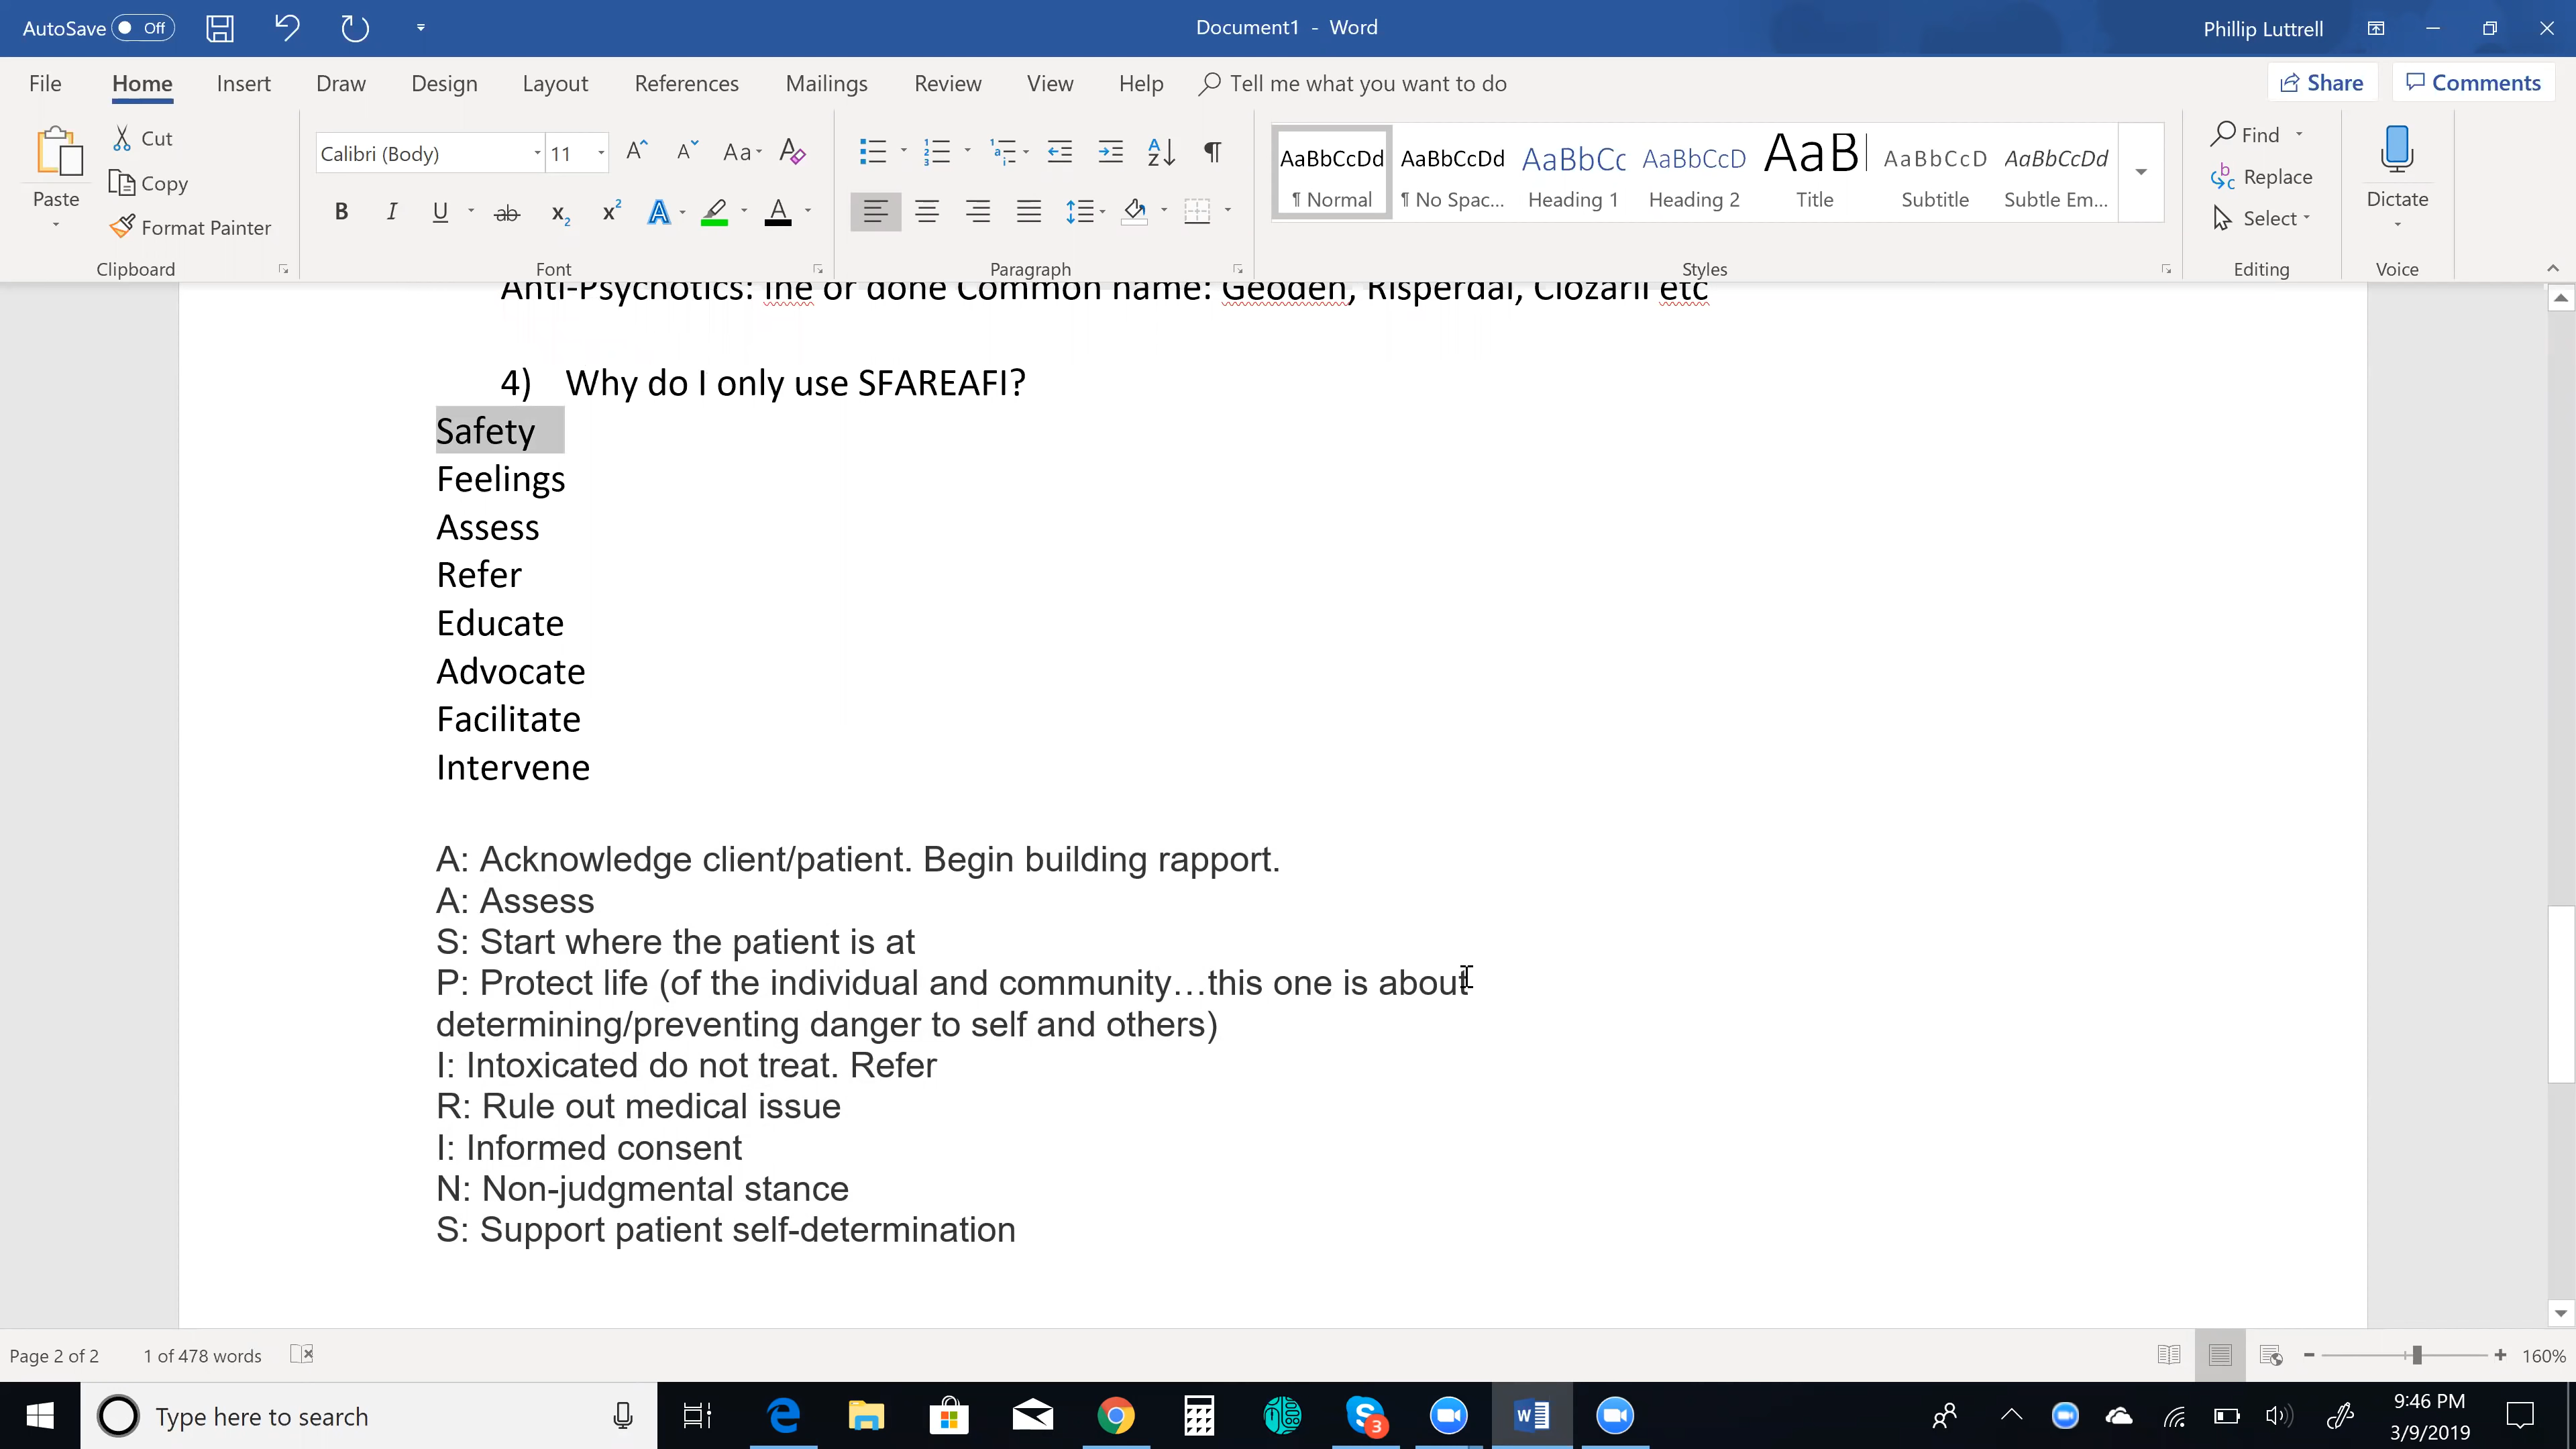 AutoSave Off Document1 - Word Phillip Luttrell
File Home Insert Draw Design Layout References Mailings Review View Help Tell me what you want to do Share Comments
Paste Cut Copy Format Painter Clipboard
Calibri (Body) 11 Font
Paragraph
AaBbCcDd AaBbCcDd AaBbCc AaBbCcD AaB AaBbCcD AaBbCcDd
¶ Normal ¶ No Spac... Heading 1 Heading 2 Title Subtitle Subtle Em...
Styles
Find Replace Select Editing
Dictate Voice
Anti-Psychotics: ine or done Common name: Geoden, Risperdal, Clozaril etc
4) Why do I only use SFAREAFI?
Safety
Feelings
Assess
Refer
Educate
Advocate
Facilitate
Intervene
A: Acknowledge client/patient. Begin building rapport.
A: Assess
S: Start where the patient is at
P: Protect life (of the individual and community…this one is about
determining/preventing danger to self and others)
I: Intoxicated do not treat. Refer
R: Rule out medical issue
I: Informed consent
N: Non-judgmental stance
S: Support patient self-determination
Page 2 of 2 1 of 478 words 160%
Type here to search 3 9:46 PM
3/9/2019